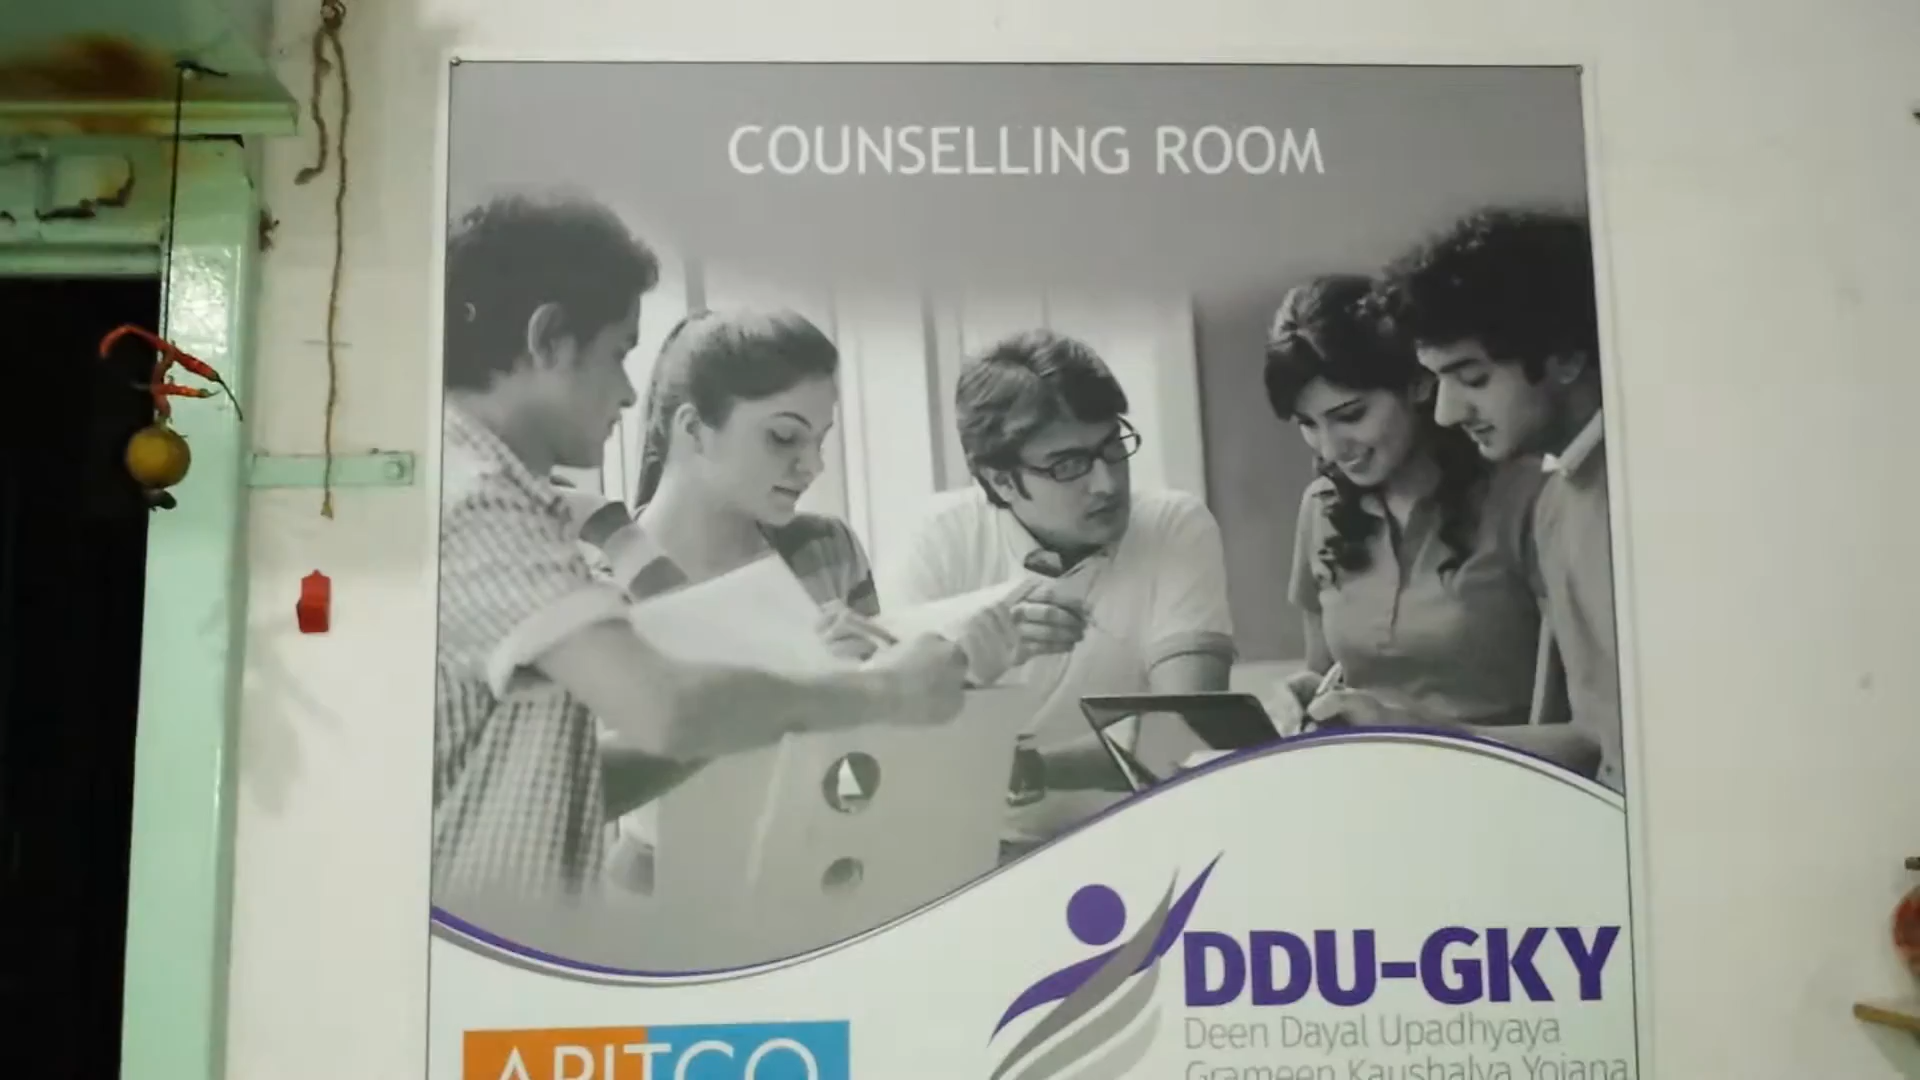 COUNSELLING ROOM
DDU-GKY
Deen Dayal Upadhyaya
Grameen Kaushalya Yojana
APITCO